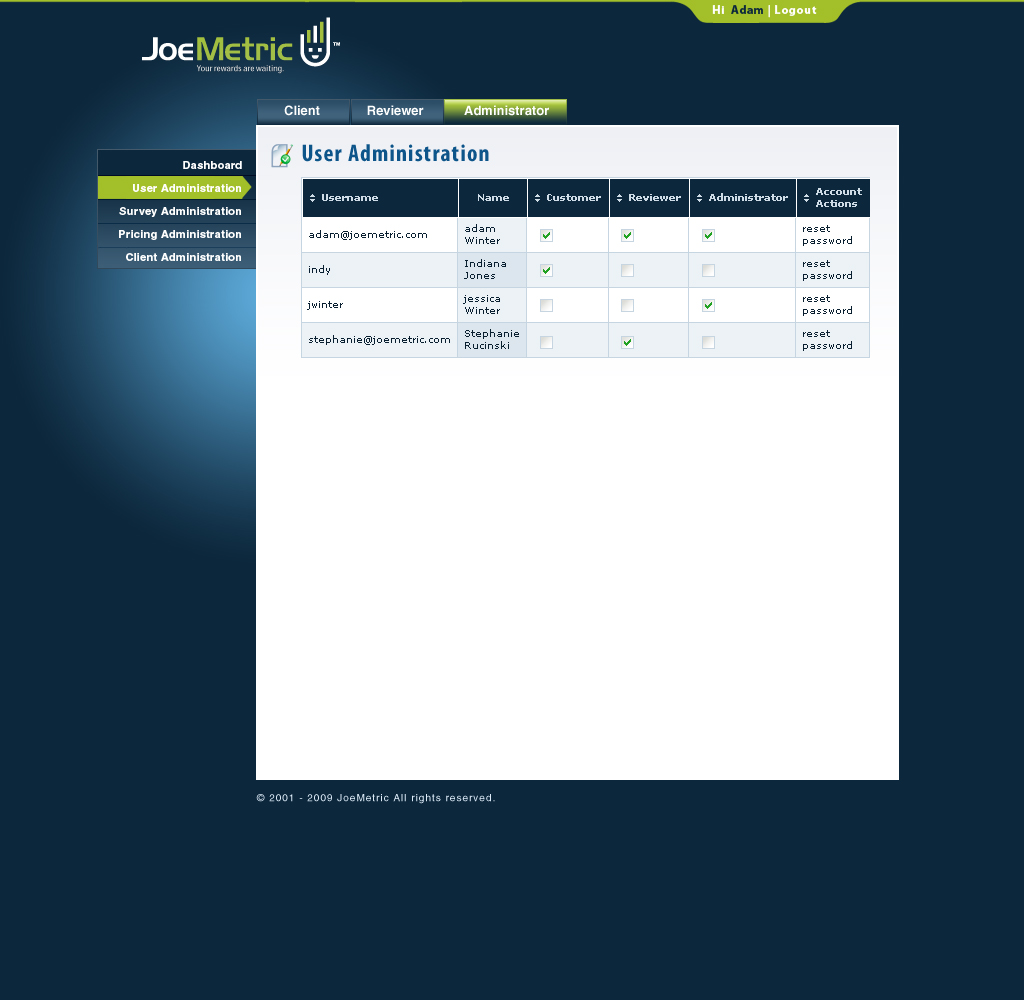 Hi Adam | Logout
JoeMetric™
Your rewards are waiting.
Client Reviewer Administrator
User Administration
Dashboard
User Administration
Survey Administration
Pricing Administration
Client Administration
Username Name Customer Reviewer Administrator Account Actions
adam@joemetric.com adam Winter reset password
indy Indiana Jones reset password
jwinter jessica Winter reset password
stephanie@joemetric.com Stephanie Rucinski reset password
© 2001 - 2009 JoeMetric All rights reserved.